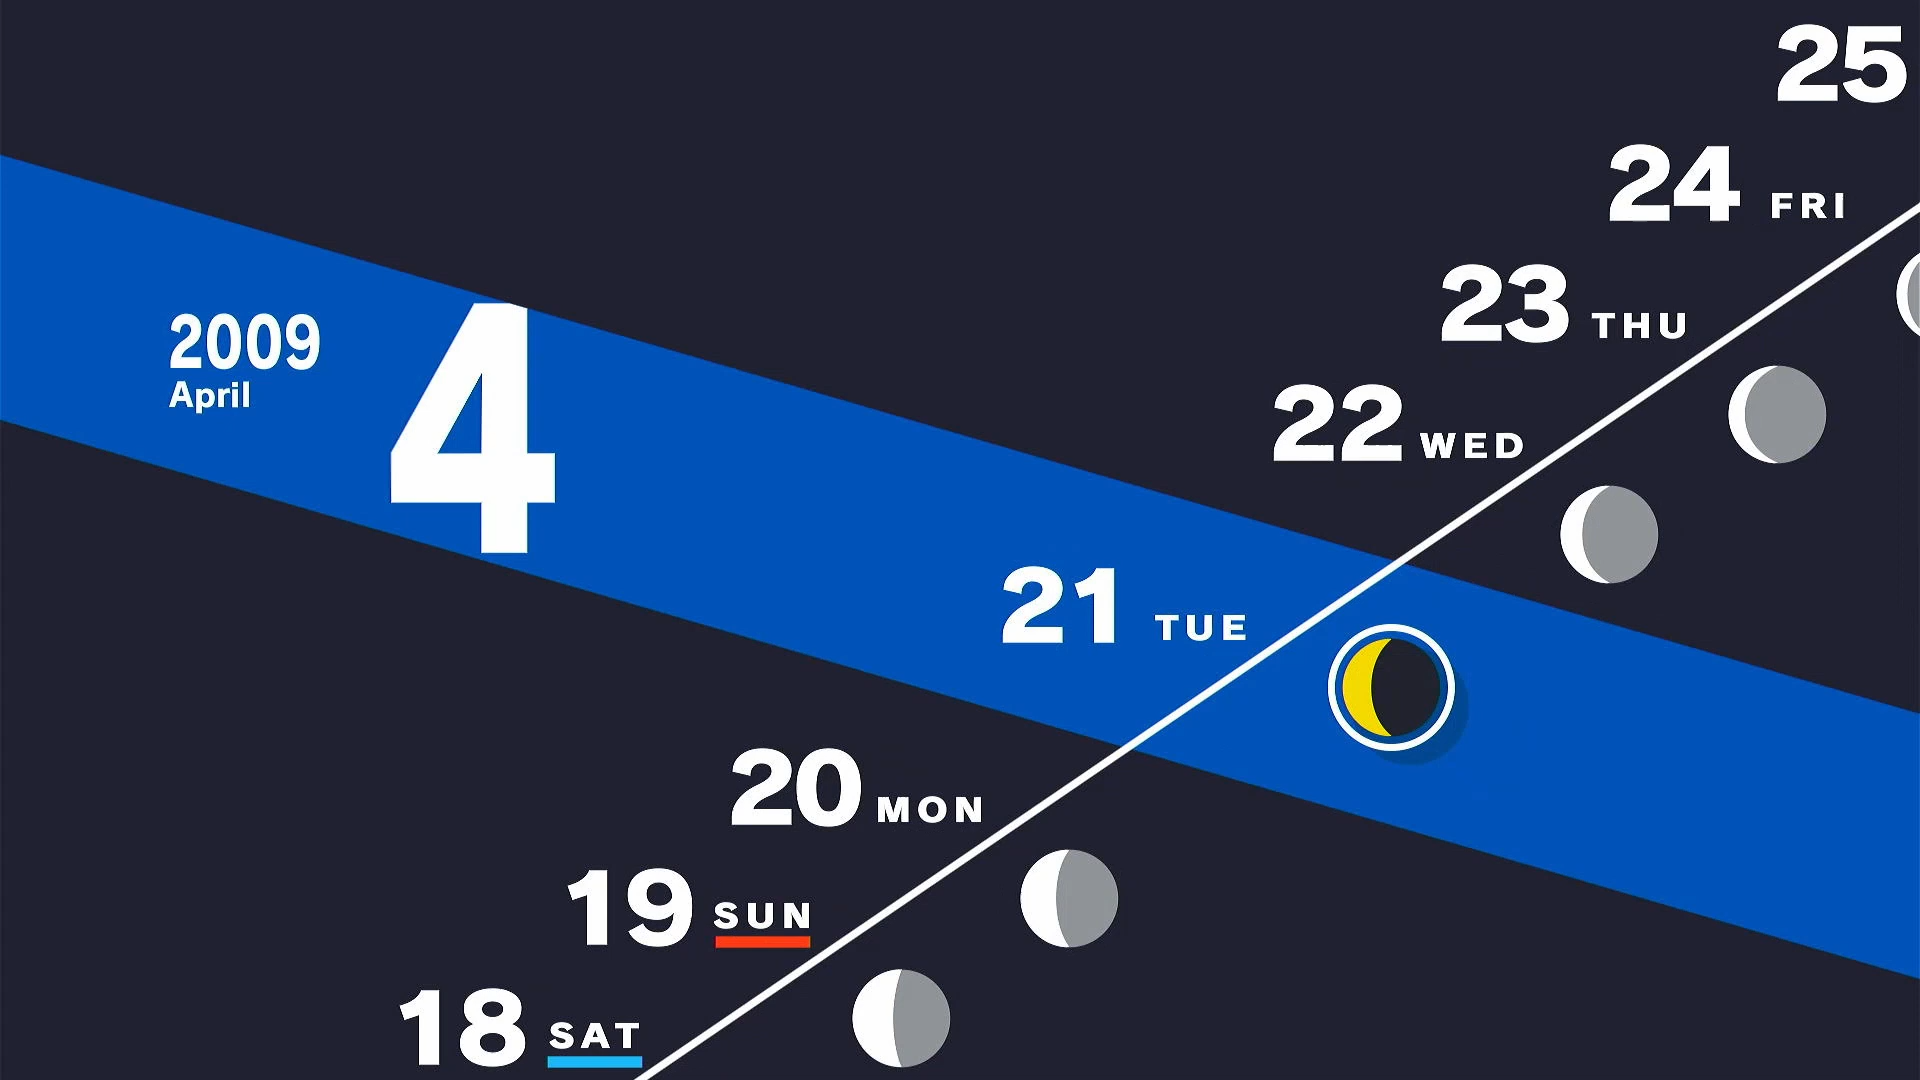 25
24 FRI
23 THU
22 WED
2009
April
4
21 TUE
20 MON
19 SUN
18 SAT